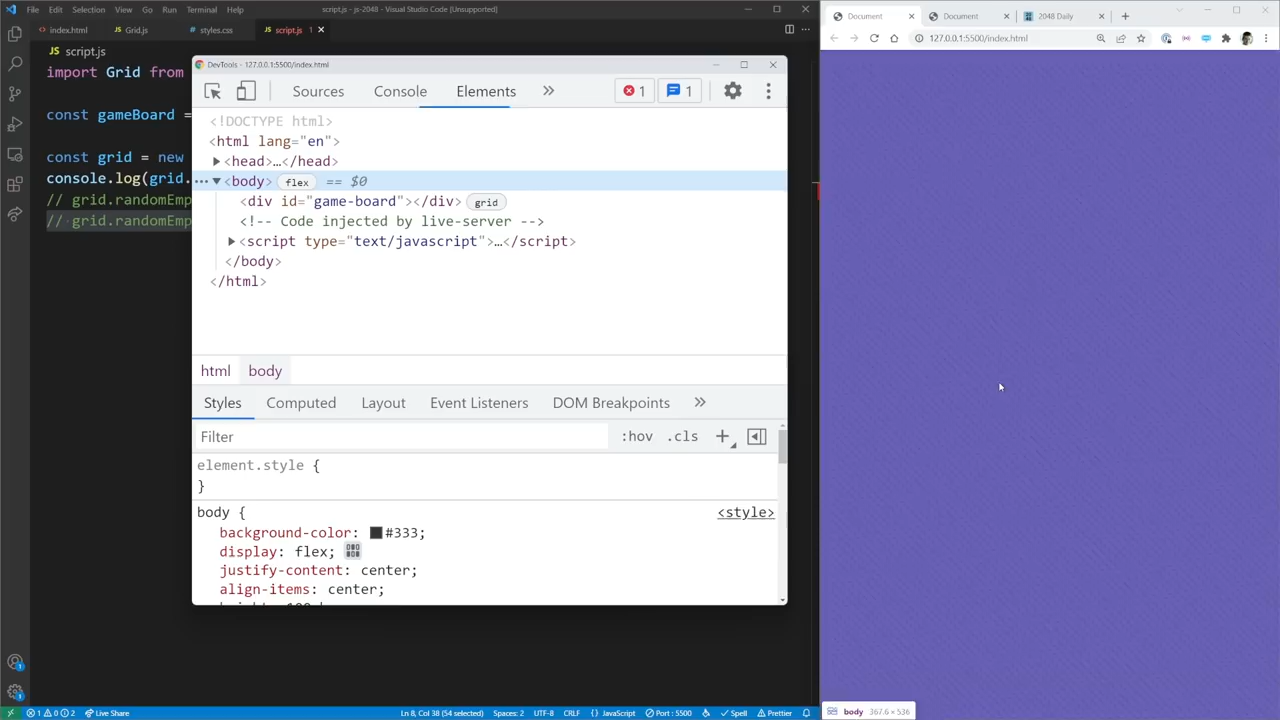 File Edit Selection View Go Run Terminal Help script.js - js-2048 - Visual Studio Code [Unsupported]
index.html Grid.js styles.css script.js 1
script.js
import Grid from
const gameBoard =
const grid = new
console.log(grid.
// grid.randomEmp
// grid.randomEmp
DevTools - 127.0.0.1:5500/index.html
Sources Console Elements 1 1
<!DOCTYPE html>
<html lang="en">
<head>…</head>
<body> flex == $0
<div id="game-board"></div> grid
<!-- Code injected by live-server -->
<script type="text/javascript">…</script>
</body>
</html>
html body
Styles Computed Layout Event Listeners DOM Breakpoints
Filter :hov .cls
element.style {
}
body { <style>
background-color: #333;
display: flex;
justify-content: center;
align-items: center;
Document Document 2048 Daily
127.0.0.1:5500/index.html
body 367.6 × 536
1 0 2 Live Share Ln 8, Col 38 (54 selected) Spaces: 2 UTF-8 CRLF JavaScript Port : 5500 Spell Prettier